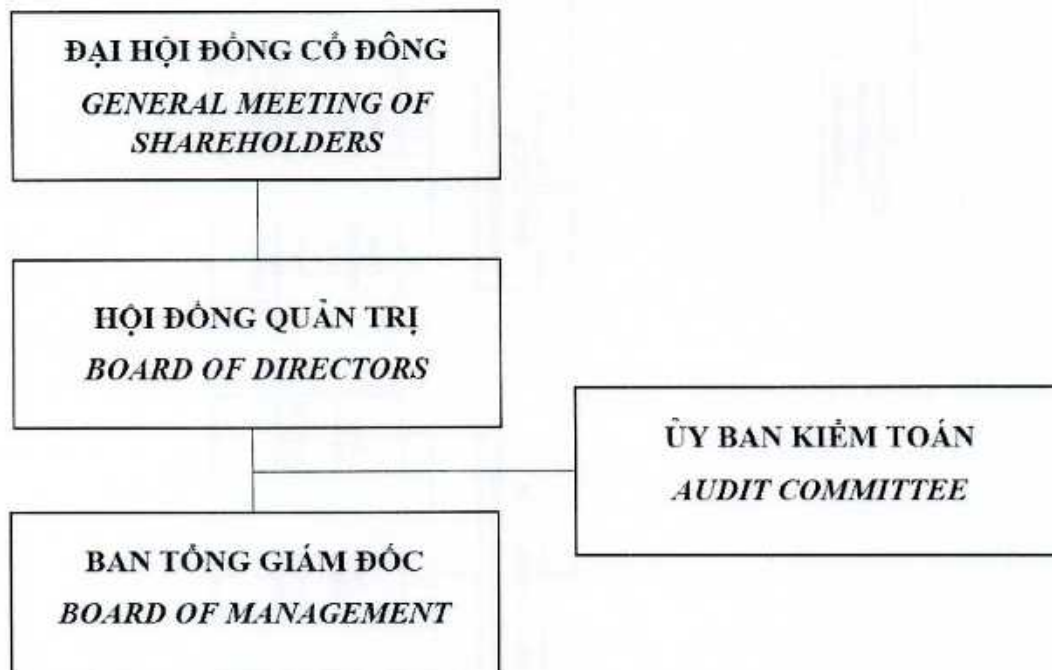 ĐẠI HỘI ĐỒNG CỔ ĐÔNG
GENERAL MEETING OF
SHAREHOLDERS
HỘI ĐỒNG QUẢN TRỊ
BOARD OF DIRECTORS
ỦY BAN KIỂM TOÁN
AUDIT COMMITTEE
BAN TỔNG GIÁM ĐỐC
BOARD OF MANAGEMENT